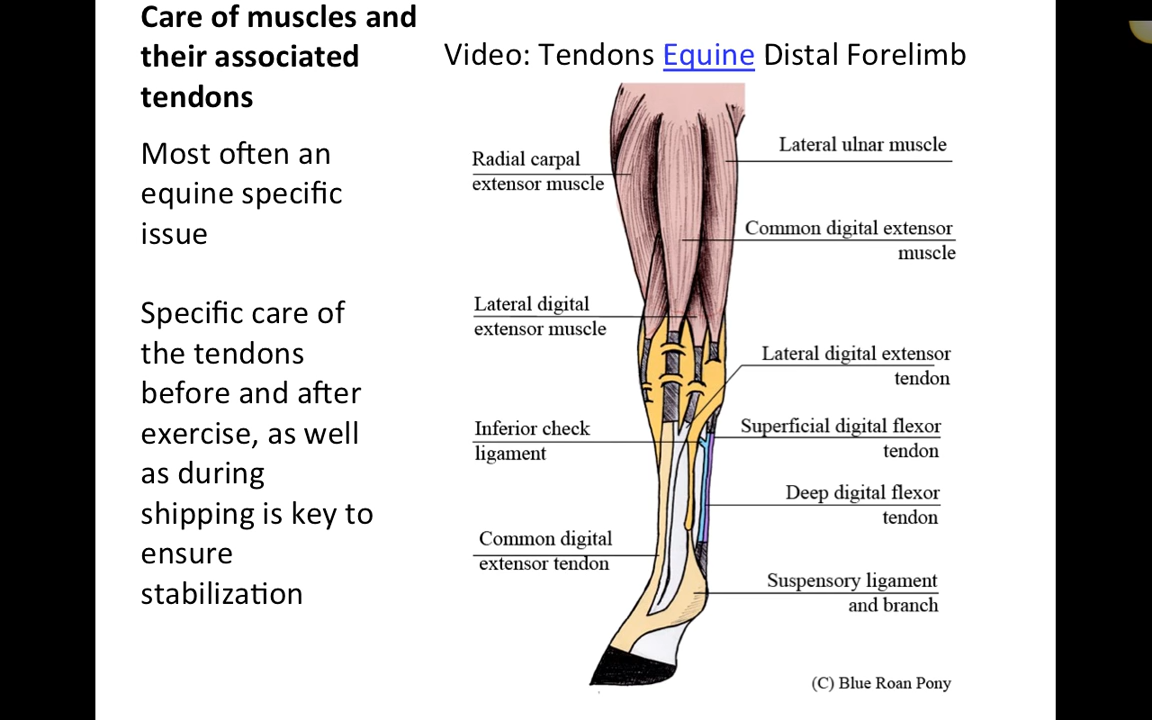 Care of muscles and
their associated
tendons
Most often an
equine specific
issue
Specific care of
the tendons
before and after
exercise, as well
as during
shipping is key to
ensure
stabilization
Video: Tendons Equine Distal Forelimb
Radial carpal
extensor muscle
Lateral digital
extensor muscle
Inferior check
ligament
Common digital
extensor tendon
Lateral ulnar muscle
Common digital extensor
muscle
Lateral digital extensor
tendon
Superficial digital flexor
tendon
Deep digital flexor
tendon
Suspensory ligament
and branch
(C) Blue Roan Pony